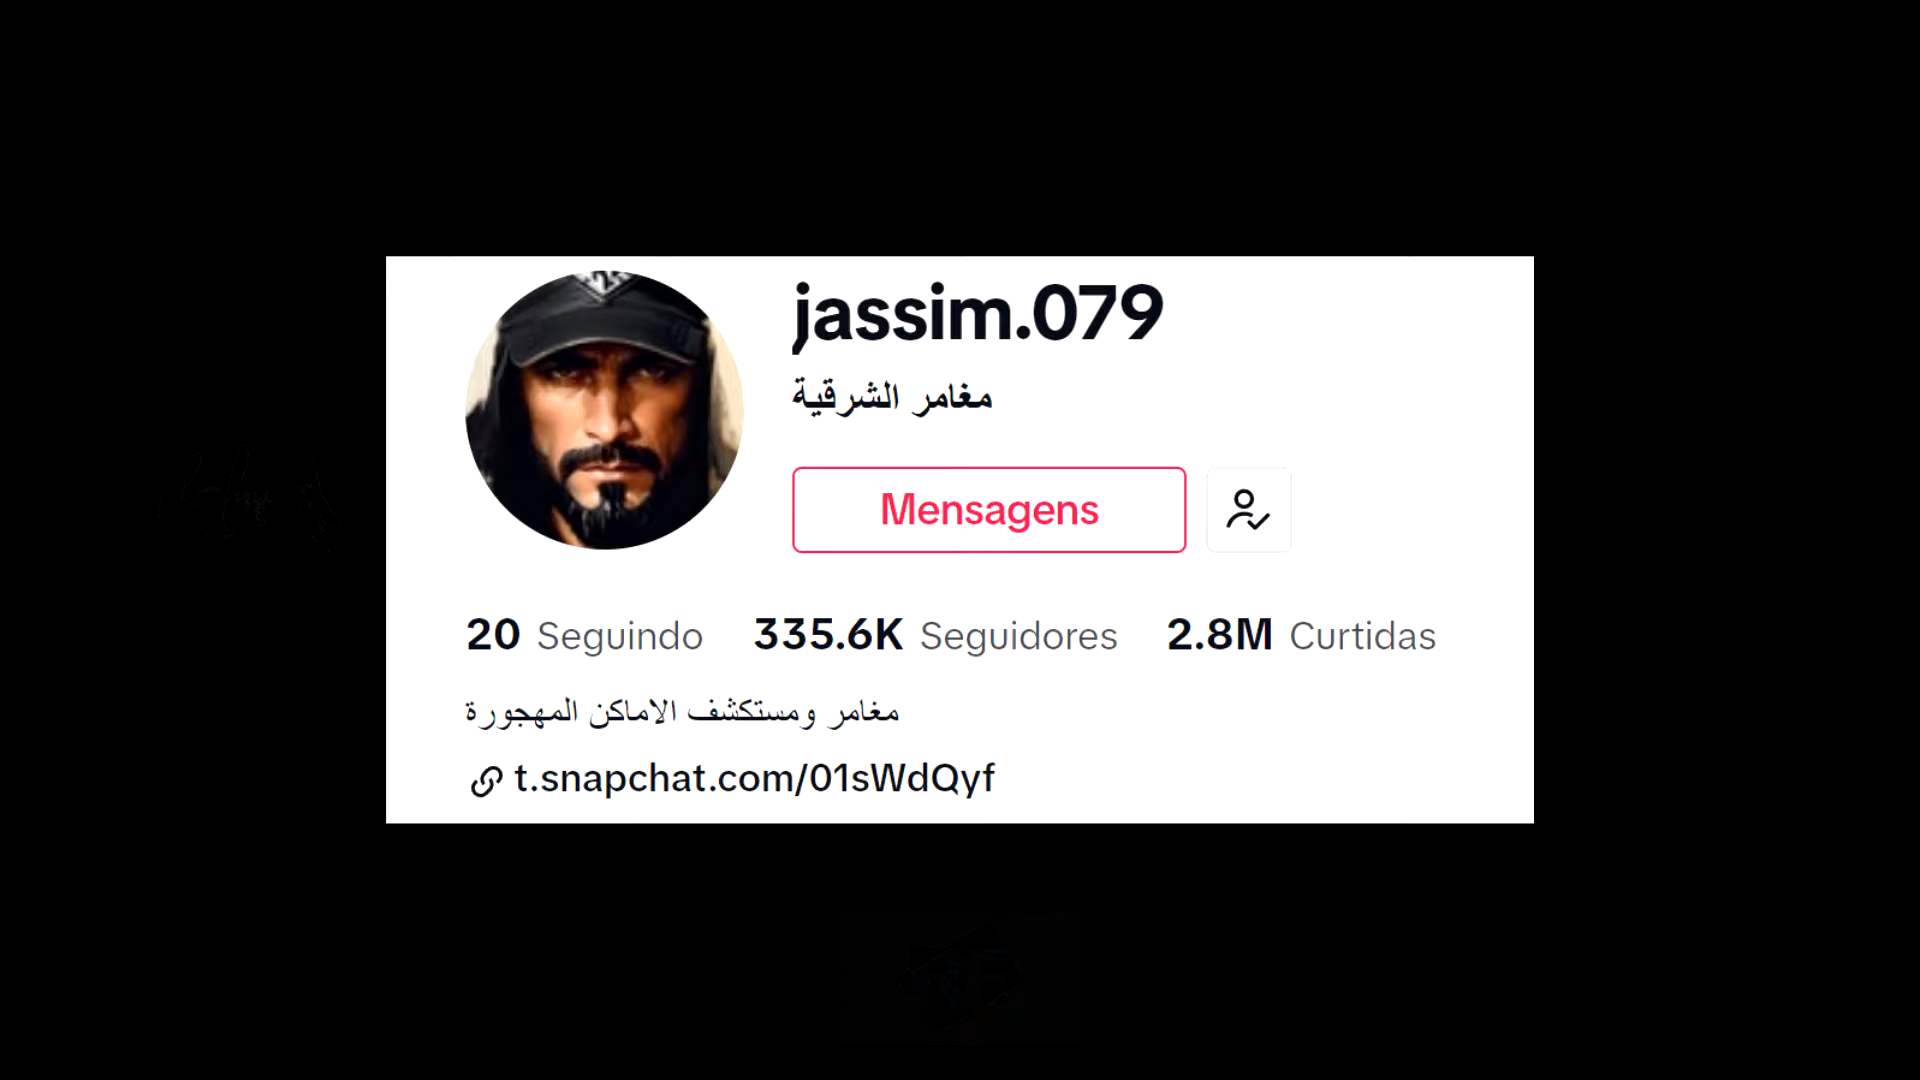 jassim.079
مغامر الشرقية
Mensagens
20 Seguindo 335.6K Seguidores 2.8M Curtidas
مغامر ومستكشف الاماكن المهجورة
t.snapchat.com/01sWdQyf